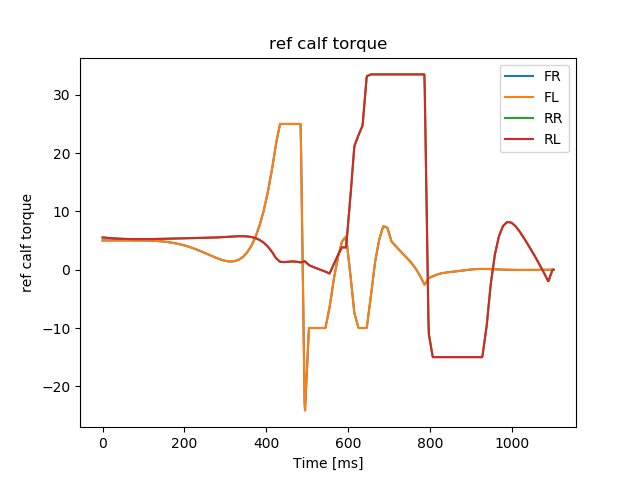 ref calf torque
FR
FL
RR
RL
30
20
10
0
−10
−20
ref calf torque
0
200
400
600
800
1000
Time [ms]